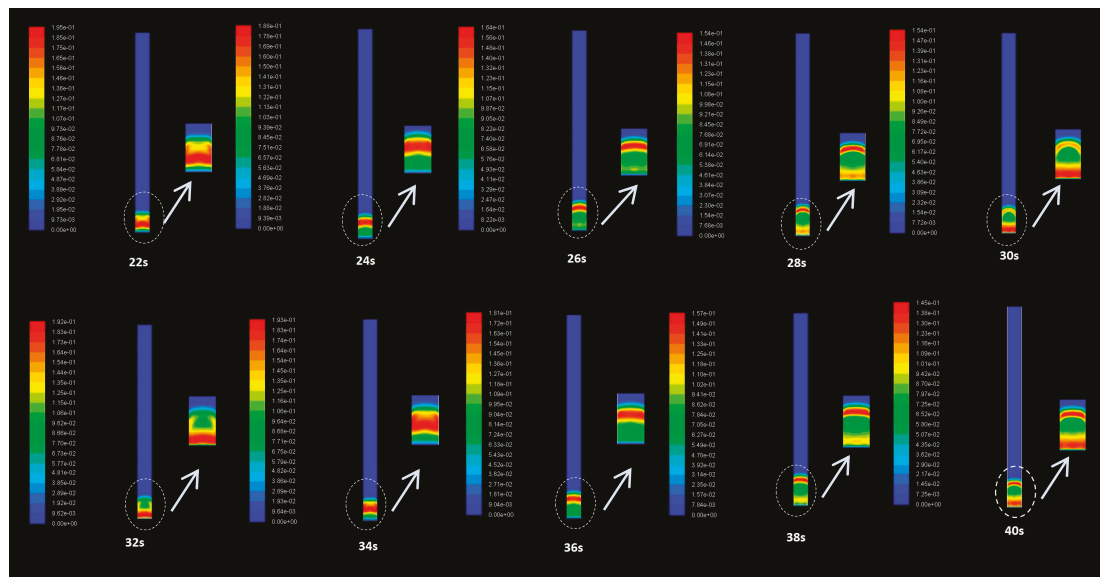 1.95e-01
1.85e-01
1.75e-01
1.65e-01
1.56e-01
1.46e-01
1.36e-01
1.27e-01
1.17e-01
1.07e-01
9.73e-02
8.76e-02
7.81e-02
6.81e-02
5.84e-02
4.87e-02
3.89e-02
2.92e-02
1.95e-02
9.73e-03
0.00e+00
22s
1.88e-01
1.78e-01
1.69e-01
1.60e-01
1.50e-01
1.41e-01
1.31e-01
1.22e-01
1.13e-01
1.03e-01
9.39e-02
8.45e-02
7.51e-02
6.57e-02
5.63e-02
4.69e-02
3.76e-02
2.82e-02
1.88e-02
9.39e-03
0.00e+00
24s
1.64e-01
1.56e-01
1.48e-01
1.40e-01
1.31e-01
1.23e-01
1.15e-01
1.07e-01
9.87e-02
9.05e-02
8.22e-02
7.40e-02
6.58e-02
5.76e-02
4.93e-02
4.11e-02
3.29e-02
2.47e-02
1.64e-02
8.22e-03
0.00e+00
26s
1.54e-01
1.46e-01
1.38e-01
1.31e-01
1.23e-01
1.15e-01
1.07e-01
9.98e-02
9.21e-02
8.45e-02
7.68e-02
6.91e-02
6.14e-02
5.38e-02
4.61e-02
3.84e-02
3.07e-02
2.30e-02
1.54e-02
7.68e-03
0.00e+00
28s
1.54e-01
1.47e-01
1.39e-01
1.31e-01
1.23e-01
1.16e-01
1.08e-01
1.00e-01
9.26e-02
8.49e-02
7.72e-02
6.95e-02
6.17e-02
5.40e-02
4.63e-02
3.86e-02
3.09e-02
2.32e-02
1.54e-02
7.72e-03
0.00e+00
30s
1.92e-01
1.83e-01
1.73e-01
1.64e-01
1.54e-01
1.44e-01
1.35e-01
1.25e-01
1.15e-01
1.06e-01
9.62e-02
8.66e-02
7.70e-02
6.73e-02
5.77e-02
4.81e-02
3.85e-02
2.89e-02
1.92e-02
9.62e-03
0.00e+00
32s
1.93e-01
1.83e-01
1.74e-01
1.64e-01
1.54e-01
1.45e-01
1.35e-01
1.25e-01
1.16e-01
1.06e-01
9.64e-02
8.68e-02
7.71e-02
6.75e-02
5.78e-02
4.82e-02
3.86e-02
2.89e-02
1.93e-02
9.64e-03
0.00e+00
34s
1.81e-01
1.72e-01
1.63e-01
1.54e-01
1.45e-01
1.36e-01
1.27e-01
1.18e-01
1.09e-01
9.95e-02
9.04e-02
8.14e-02
7.24e-02
6.33e-02
5.43e-02
4.52e-02
3.62e-02
2.71e-02
1.81e-02
9.04e-03
0.00e+00
36s
1.57e-01
1.49e-01
1.41e-01
1.33e-01
1.25e-01
1.18e-01
1.10e-01
1.02e-01
9.41e-02
8.62e-02
7.84e-02
7.05e-02
6.27e-02
5.49e-02
4.70e-02
3.92e-02
3.14e-02
2.35e-02
1.57e-02
7.84e-03
0.00e+00
38s
1.45e-01
1.38e-01
1.30e-01
1.23e-01
1.16e-01
1.09e-01
1.01e-01
9.42e-02
8.70e-02
7.97e-02
7.25e-02
6.52e-02
5.80e-02
5.07e-02
4.35e-02
3.62e-02
2.90e-02
2.17e-02
1.45e-02
7.25e-03
0.00e+00
40s